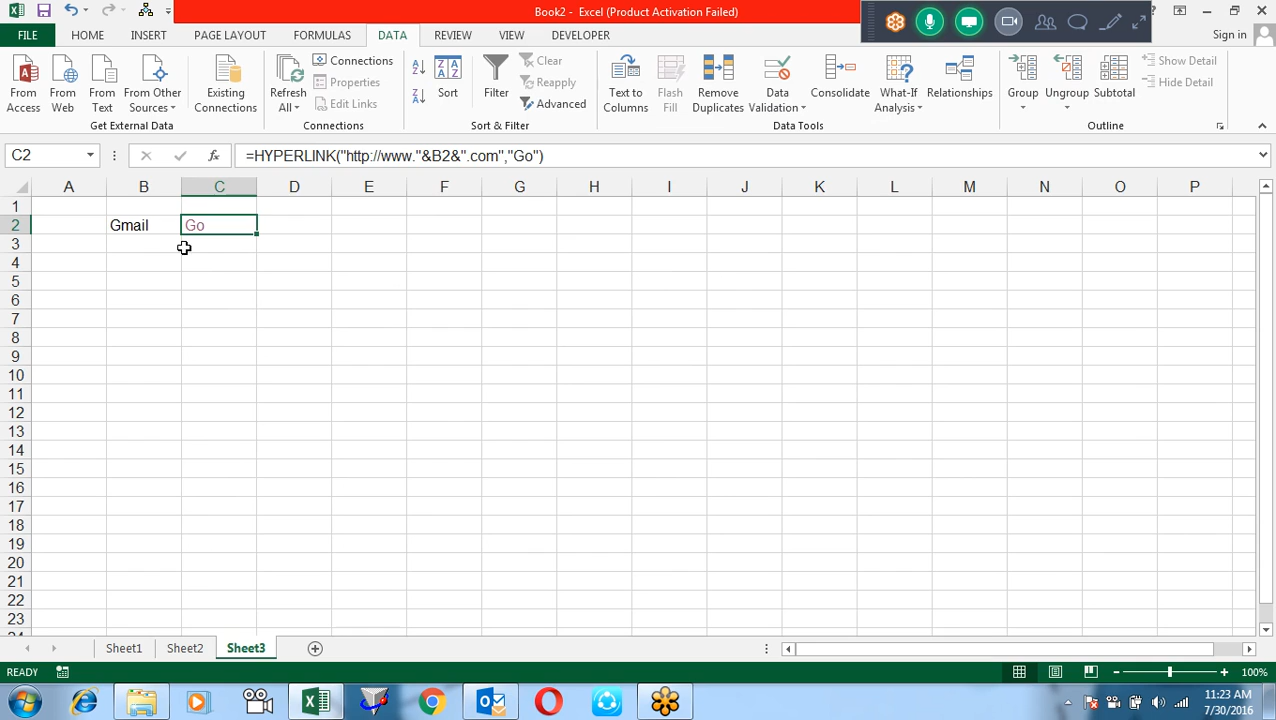 Book2 - Excel (Product Activation Failed)
FILE HOME INSERT PAGE LAYOUT FORMULAS DATA REVIEW VIEW DEVELOPER Sign in
From Access
From Web
From Text
From Other Sources
Existing Connections
Get External Data
Refresh All
Connections
Properties
Edit Links
Connections
Sort
Filter
Clear
Reapply
Advanced
Sort & Filter
Text to Columns
Flash Fill
Remove Duplicates
Data Validation
Consolidate
What-If Analysis
Relationships
Data Tools
Group
Ungroup
Subtotal
Show Detail
Hide Detail
Outline
C2 fx =HYPERLINK("http://www."&B2&".com","Go")
A B C D E F G H I J K L M N O P
1
2 Gmail Go
3
4
5
6
7
8
9
10
11
12
13
14
15
16
17
18
19
20
21
22
23
24
Sheet1 Sheet2 Sheet3
READY 100%
11:23 AM
7/30/2016